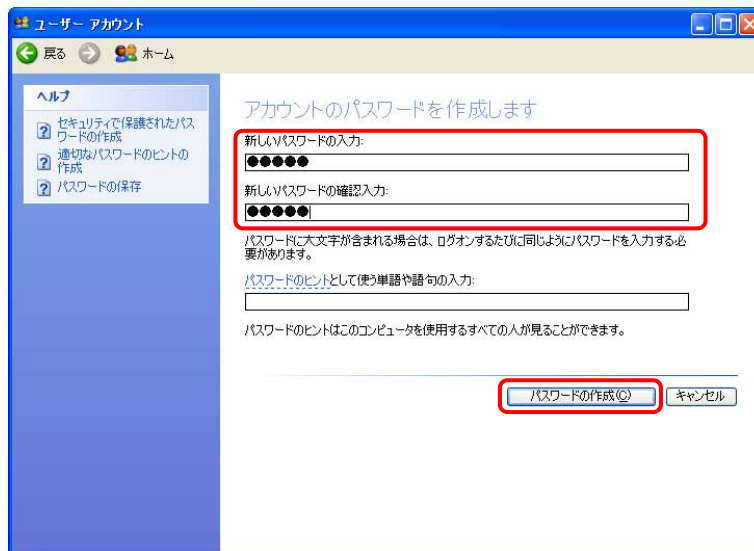 ユーザー アカウント
戻る ホーム
ヘルプ
セキュリティで保護されたパス
ワードの作成
適切なパスワードのヒントの
作成
パスワードの保存
アカウントのパスワードを作成します
新しいパスワードの入力:
●●●●●
新しいパスワードの確認入力:
●●●●●
パスワードに大文字が含まれる場合は、ログオンするたびに同じようにパスワードを入力する必
要があります。
パスワードのヒントとして使う単語や語句の入力:
パスワードのヒントはこのコンピュータを使用するすべての人が見ることができます。
パスワードの作成(C) キャンセル